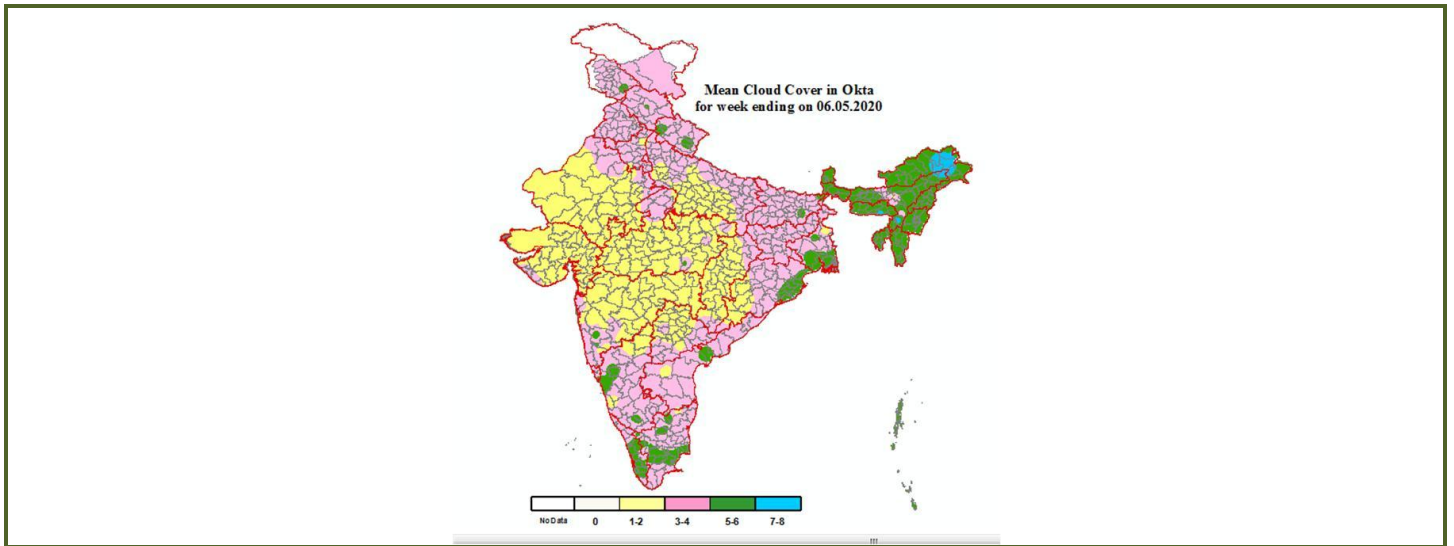 Mean Cloud Cover in Okta
for week ending on 06.05.2020
No Data 0 1-2 3-4 5-6 7-8